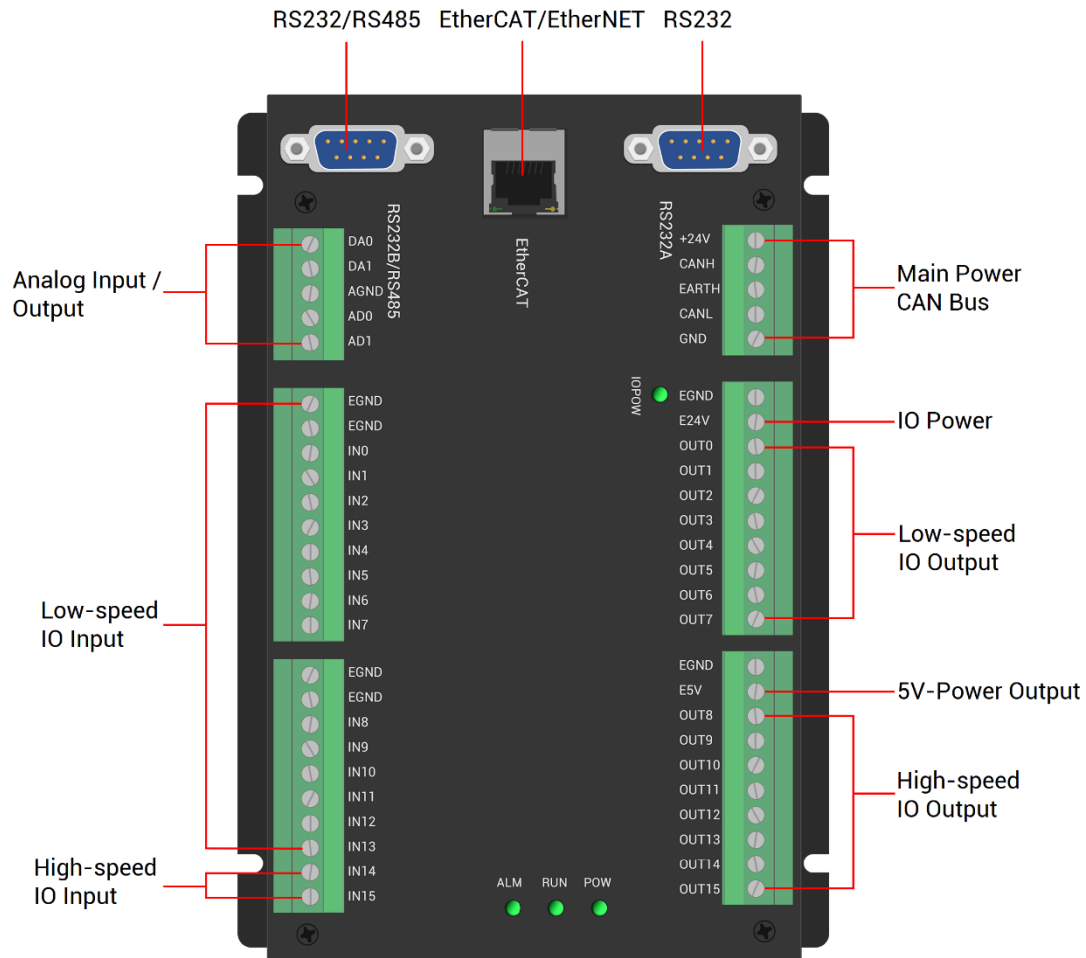 RS232/RS485
EtherCAT/EtherNET
RS232
RS232B/RS485
EtherCAT
RS232A
Analog Input /
Output
DA0
DA1
AGND
AD0
AD1
+24V
CANH
EARTH
CANL
GND
Main Power
CAN Bus
Low-speed
IO Input
EGND
EGND
IN0
IN1
IN2
IN3
IN4
IN5
IN6
IN7
EGND
EGND
IN8
IN9
IN10
IN11
IN12
IN13
High-speed
IO Input
IN14
IN15
IOPOW
EGND
E24V
IO Power
OUT0
OUT1
OUT2
OUT3
OUT4
OUT5
OUT6
OUT7
Low-speed
IO Output
EGND
E5V
5V-Power Output
OUT8
OUT9
OUT10
OUT11
OUT12
OUT13
OUT14
OUT15
High-speed
IO Output
ALM RUN POW